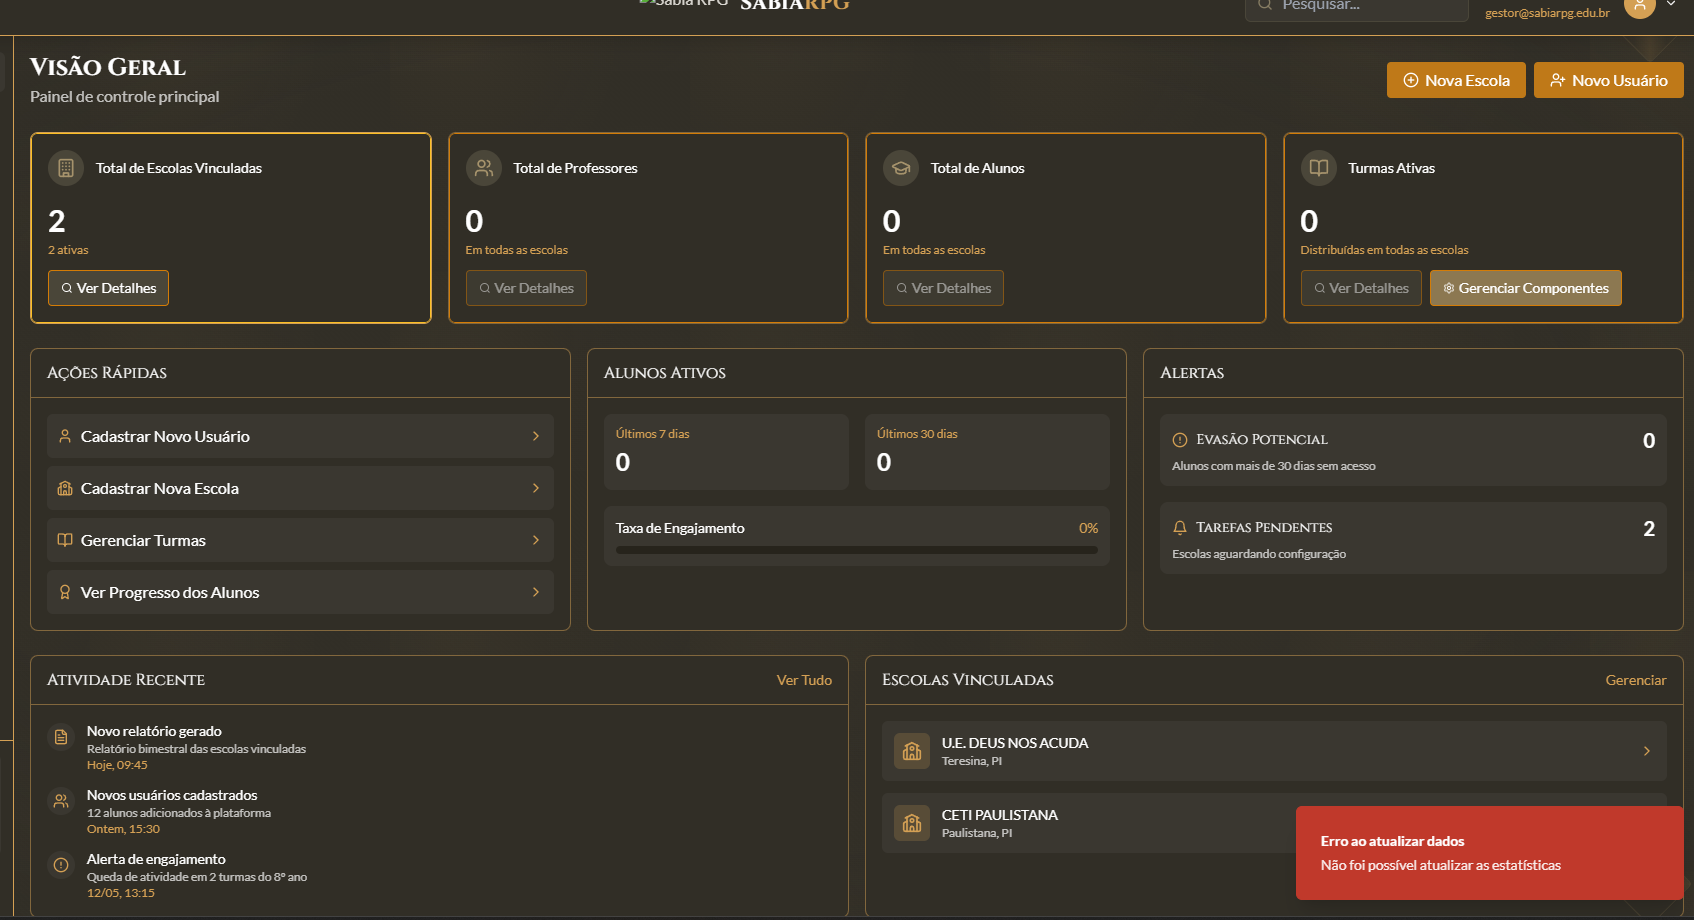 Sabiá RPG SABIÁRPG
Pesquisar...
gestor@sabiarpg.edu.br
Visão Geral
Painel de controle principal
Nova Escola
Novo Usuário
Total de Escolas Vinculadas
2
2 ativas
Ver Detalhes
Total de Professores
0
Em todas as escolas
Ver Detalhes
Total de Alunos
0
Em todas as escolas
Ver Detalhes
Turmas Ativas
0
Distribuídas em todas as escolas
Ver Detalhes
Gerenciar Componentes
Ações Rápidas
Cadastrar Novo Usuário
Cadastrar Nova Escola
Gerenciar Turmas
Ver Progresso dos Alunos
Alunos Ativos
Últimos 7 dias
0
Últimos 30 dias
0
Taxa de Engajamento
0%
Alertas
Evasão Potencial
0
Alunos com mais de 30 dias sem acesso
Tarefas Pendentes
2
Escolas aguardando configuração
Atividade Recente
Ver Tudo
Novo relatório gerado
Relatório bimestral das escolas vinculadas
Hoje, 09:45
Novos usuários cadastrados
12 alunos adicionados à plataforma
Ontem, 15:30
Alerta de engajamento
Queda de atividade em 2 turmas do 8º ano
12/05, 13:15
Escolas Vinculadas
Gerenciar
U.E. DEUS NOS ACUDA
Teresina, PI
CETI PAULISTANA
Paulistana, PI
Erro ao atualizar dados
Não foi possível atualizar as estatísticas